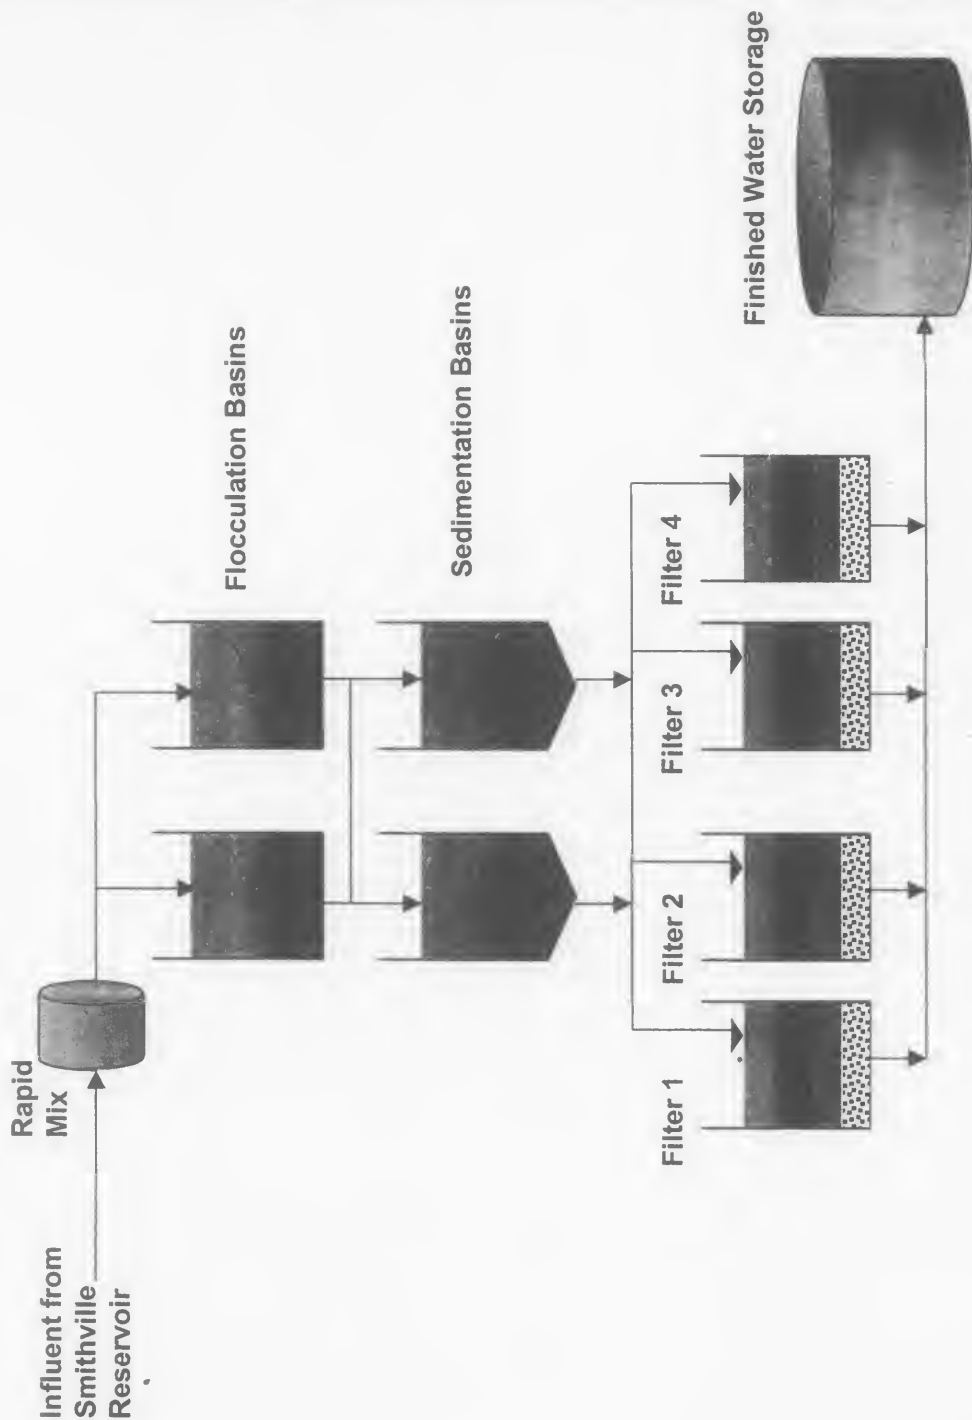 Influent from
Smithville
Reservoir
Rapid
Mix
Flocculation Basins
Sedimentation Basins
Filter 1
Filter 2
Filter 3
Filter 4
Finished Water Storage